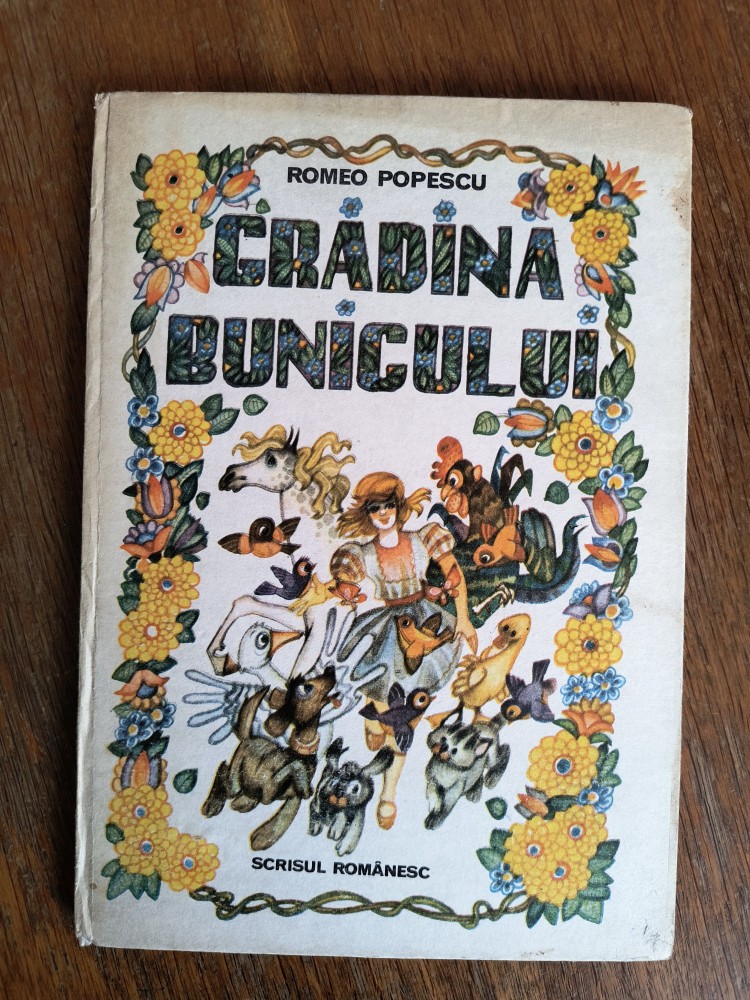 ROMEO POPESCU
GRĂDINA
BUNICULUI
SCRISUL ROMÂNESC